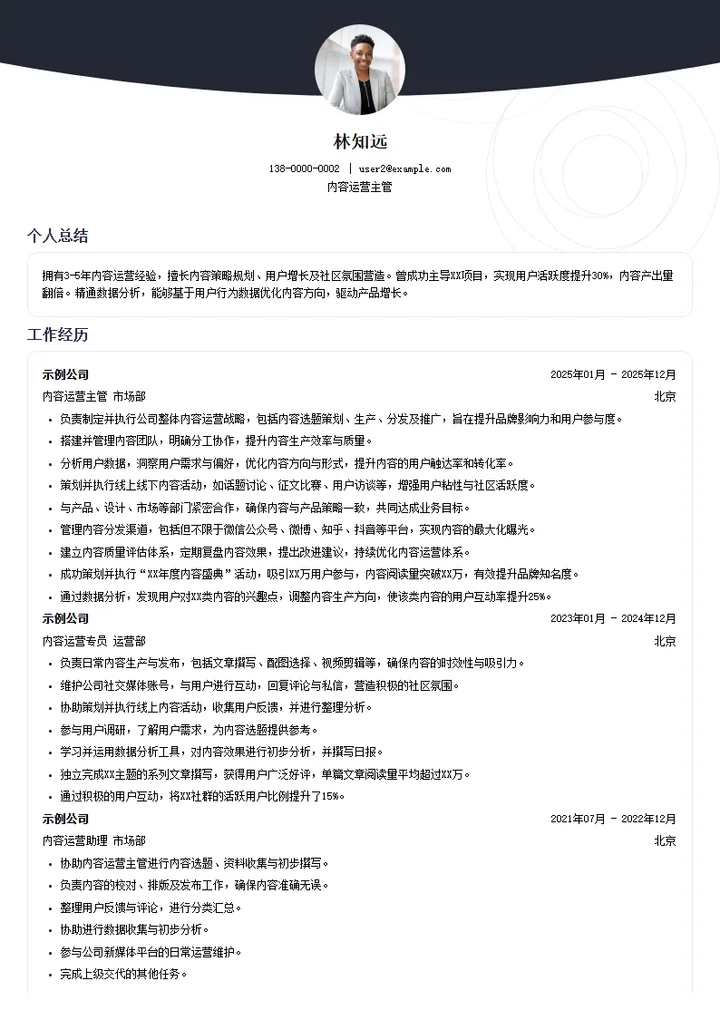 林知远
138-0000-0002 | user2@example.com
内容运营主管
个人总结
拥有3-5年内容运营经验，擅长内容策略规划、用户增长及社区氛围营造。曾成功主导XX项目，实现用户活跃度提升30%，内容产出量
翻倍。精通数据分析，能够基于用户行为数据优化内容方向，驱动产品增长。
工作经历
示例公司 2025年01月 - 2025年12月
内容运营主管 市场部 北京
• 负责制定并执行公司整体内容运营战略，包括内容选题策划、生产、分发及推广，旨在提升品牌影响力和用户参与度。
• 搭建并管理内容团队，明确分工协作，提升内容生产效率与质量。
• 分析用户数据，洞察用户需求与偏好，优化内容方向与形式，提升内容的用户触达率和转化率。
• 策划并执行线上线下内容活动，如话题讨论、征文比赛、用户访谈等，增强用户粘性与社区活跃度。
• 与产品、设计、市场等部门紧密合作，确保内容与产品策略一致，共同达成业务目标。
• 管理内容分发渠道，包括但不限于微信公众号、微博、知乎、抖音等平台，实现内容的最大化曝光。
• 建立内容质量评估体系，定期复盘内容效果，提出改进建议，持续优化内容运营体系。
• 成功策划并执行“XX年度内容盛典”活动，吸引XX万用户参与，内容阅读量突破XX万，有效提升品牌知名度。
• 通过数据分析，发现用户对XX类内容的兴趣点，调整内容生产方向，使该类内容的用户互动率提升25%。
示例公司 2023年01月 - 2024年12月
内容运营专员 运营部 北京
• 负责日常内容生产与发布，包括文章撰写、配图选择、视频剪辑等，确保内容的时效性与吸引力。
• 维护公司社交媒体账号，与用户进行互动，回复评论与私信，营造积极的社区氛围。
• 协助策划并执行线上内容活动，收集用户反馈，并进行整理分析。
• 参与用户调研，了解用户需求，为内容选题提供参考。
• 学习并运用数据分析工具，对内容效果进行初步分析，并撰写日报。
• 独立完成XX主题的系列文章撰写，获得用户广泛好评，单篇文章阅读量平均超过XX万。
• 通过积极的用户互动，将XX社群的活跃用户比例提升了15%。
示例公司 2021年07月 - 2022年12月
内容运营助理 市场部 北京
• 协助内容运营主管进行内容选题、资料收集与初步撰写。
• 负责内容的校对、排版及发布工作，确保内容准确无误。
• 整理用户反馈与评论，进行分类汇总。
• 协助进行数据收集与初步分析。
• 参与公司新媒体平台的日常运营维护。
• 完成上级交代的其他任务。